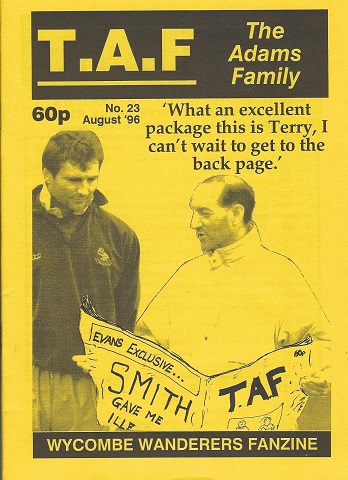 T.A.F
The
Adams
Family
60p
No. 23
August '96
'What an excellent
package this is Terry, I
can't wait to get to the
back page.'
EVANS EXCLUSIVE...
SMITH
GAVE ME
ILLE
T.AF
60p
WYCOMBE WANDERERS FANZINE